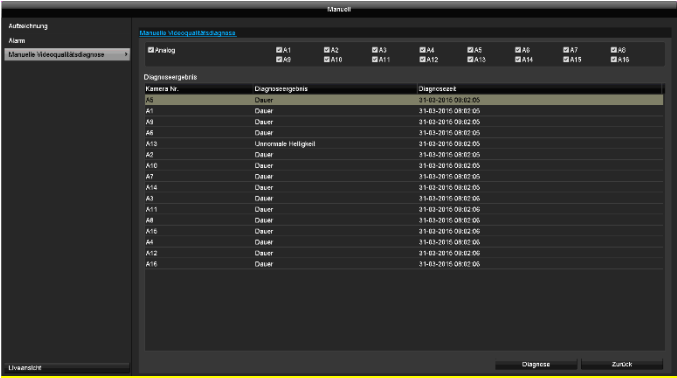 Manuell
Aufzeichnung
Alarm
Manuelle Videoqualitätsdiagnose
Manuelle Videoqualitätsdiagnose
Analog A1 A2 A3 A4 A5 A6 A7 A8
A9 A10 A11 A12 A13 A14 A15 A16
Diagnoseergebnis
Kamera Nr. Diagnoseergebnis Diagnosezeit
A5 Dauer 31-03-2015 09:02:05
A1 Dauer 31-03-2015 09:02:05
A9 Dauer 31-03-2015 09:02:05
A6 Dauer 31-03-2015 09:02:05
A13 Unnormale Helligkeit 31-03-2015 09:02:05
A2 Dauer 31-03-2015 09:02:05
A10 Dauer 31-03-2015 09:02:05
A7 Dauer 31-03-2015 09:02:05
A14 Dauer 31-03-2015 09:02:05
A3 Dauer 31-03-2015 09:02:06
A11 Dauer 31-03-2015 09:02:06
A8 Dauer 31-03-2015 09:02:06
A15 Dauer 31-03-2015 09:02:06
A4 Dauer 31-03-2015 09:02:06
A12 Dauer 31-03-2015 09:02:06
A16 Dauer 31-03-2015 09:02:06
Diagnose Zurück
Liveansicht